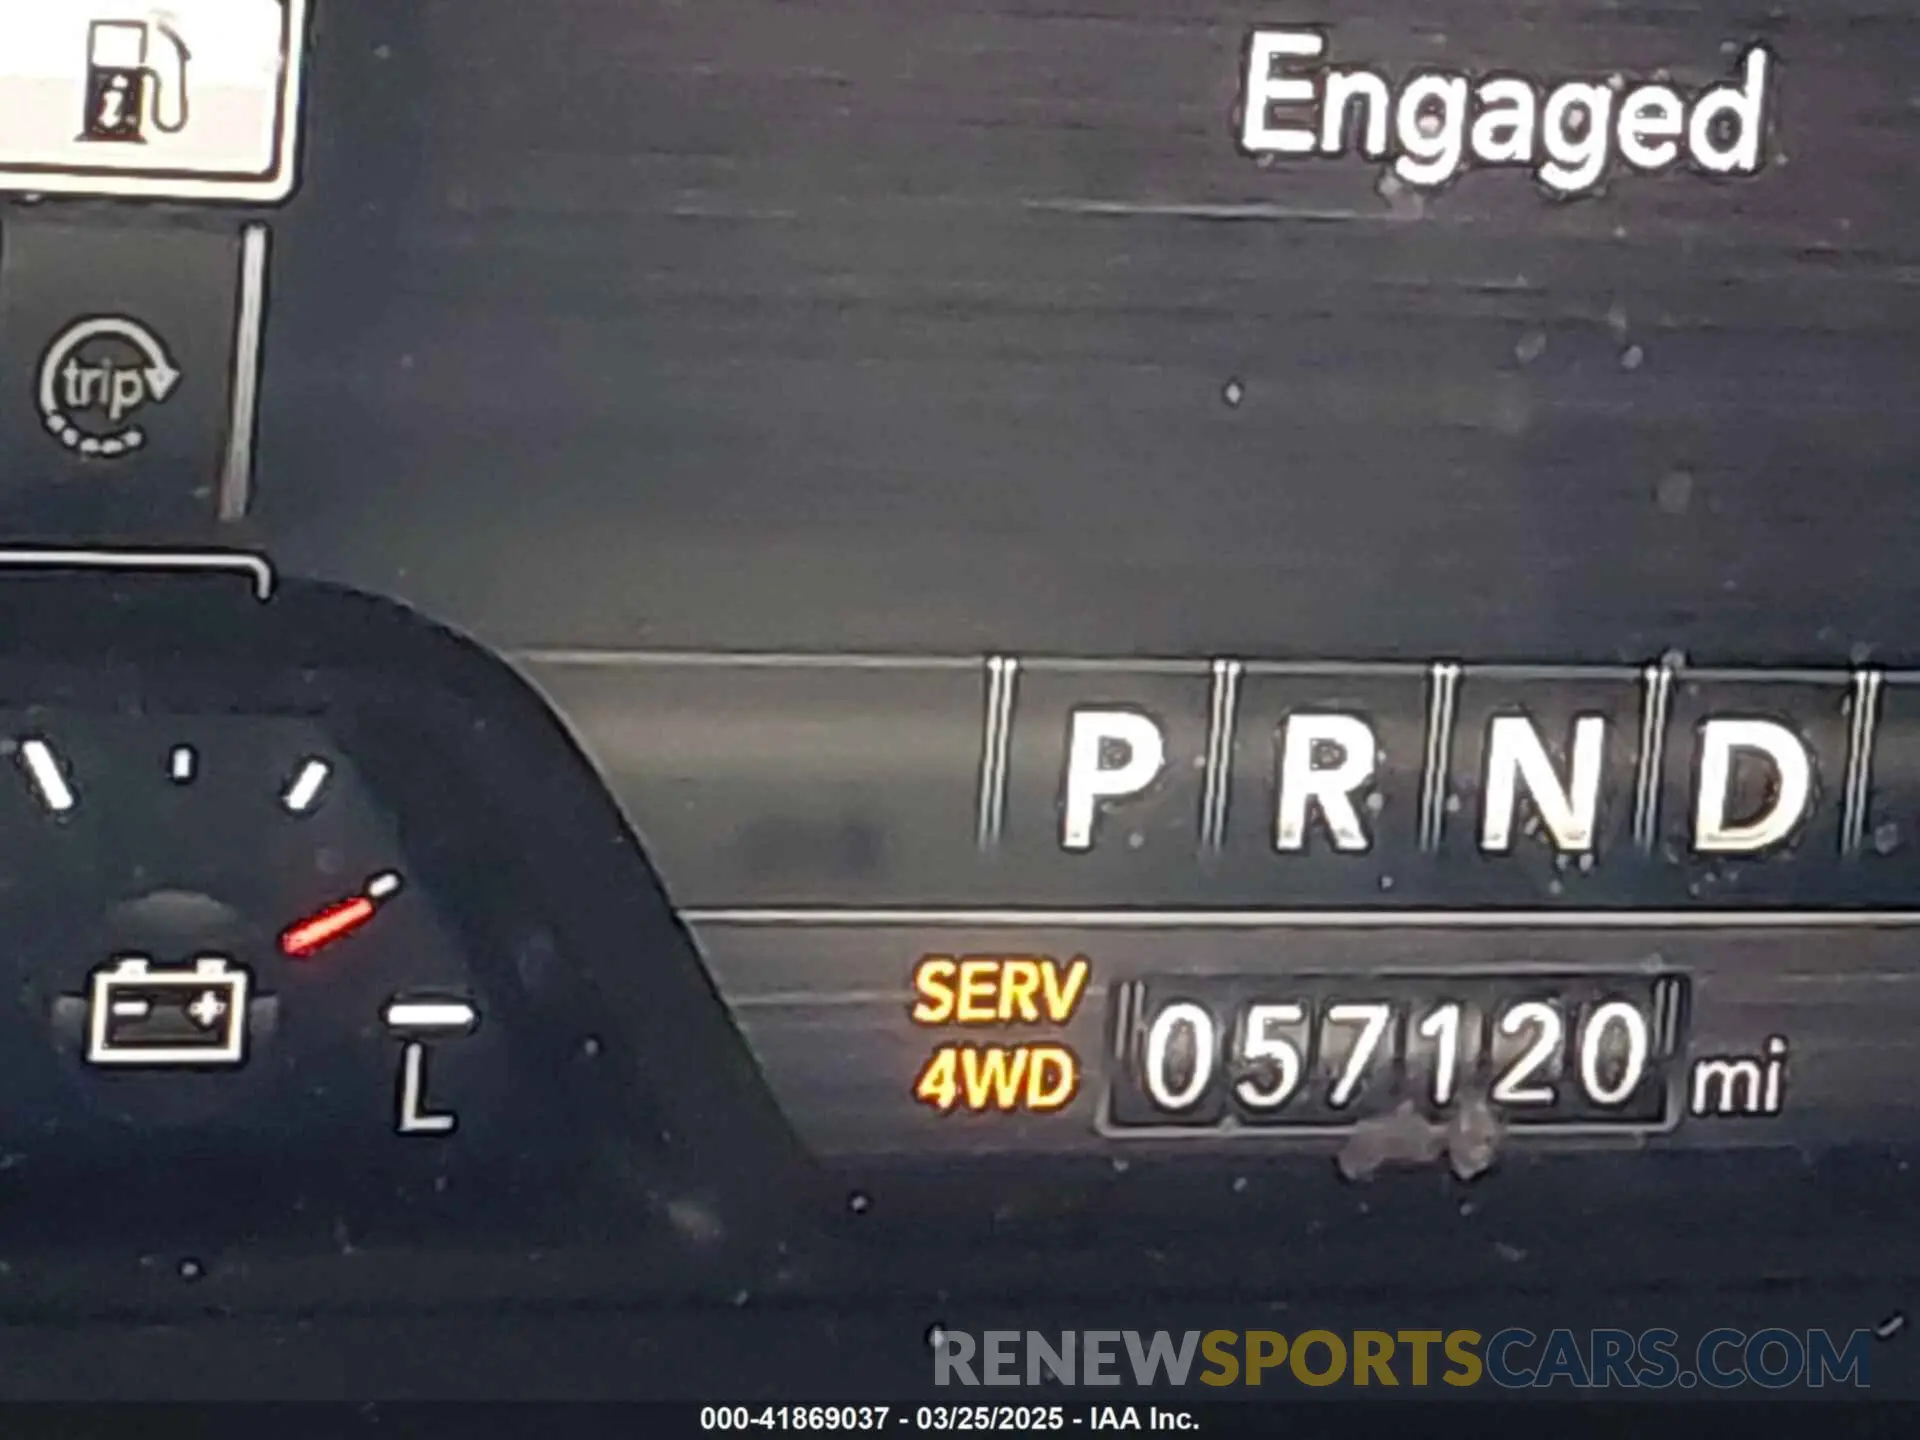 i
Engaged
trip
P R N D
SERV
4WD
057120 mi
- +
L
RENEWSPORTSCARS.COM
000-41869037 - 03/25/2025 - IAA Inc.